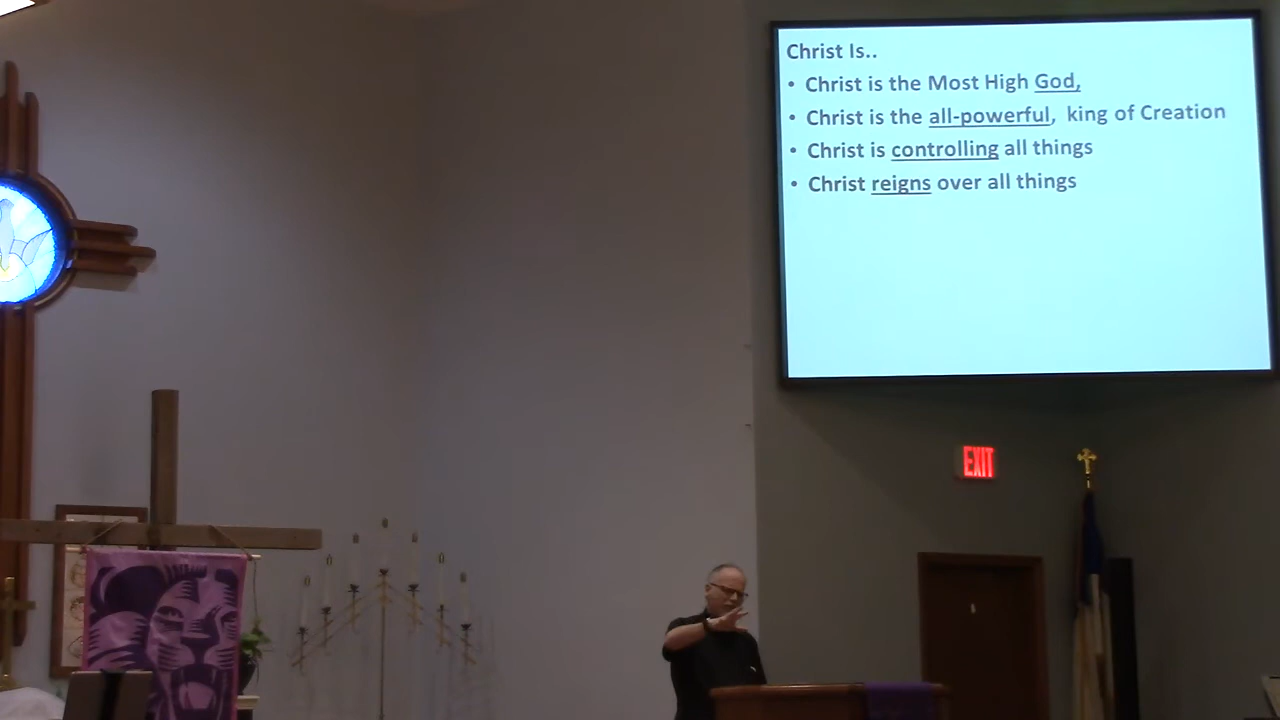 Christ Is..
• Christ is the Most High God,
• Christ is the all-powerful, king of Creation
• Christ is controlling all things
• Christ reigns over all things
EXIT